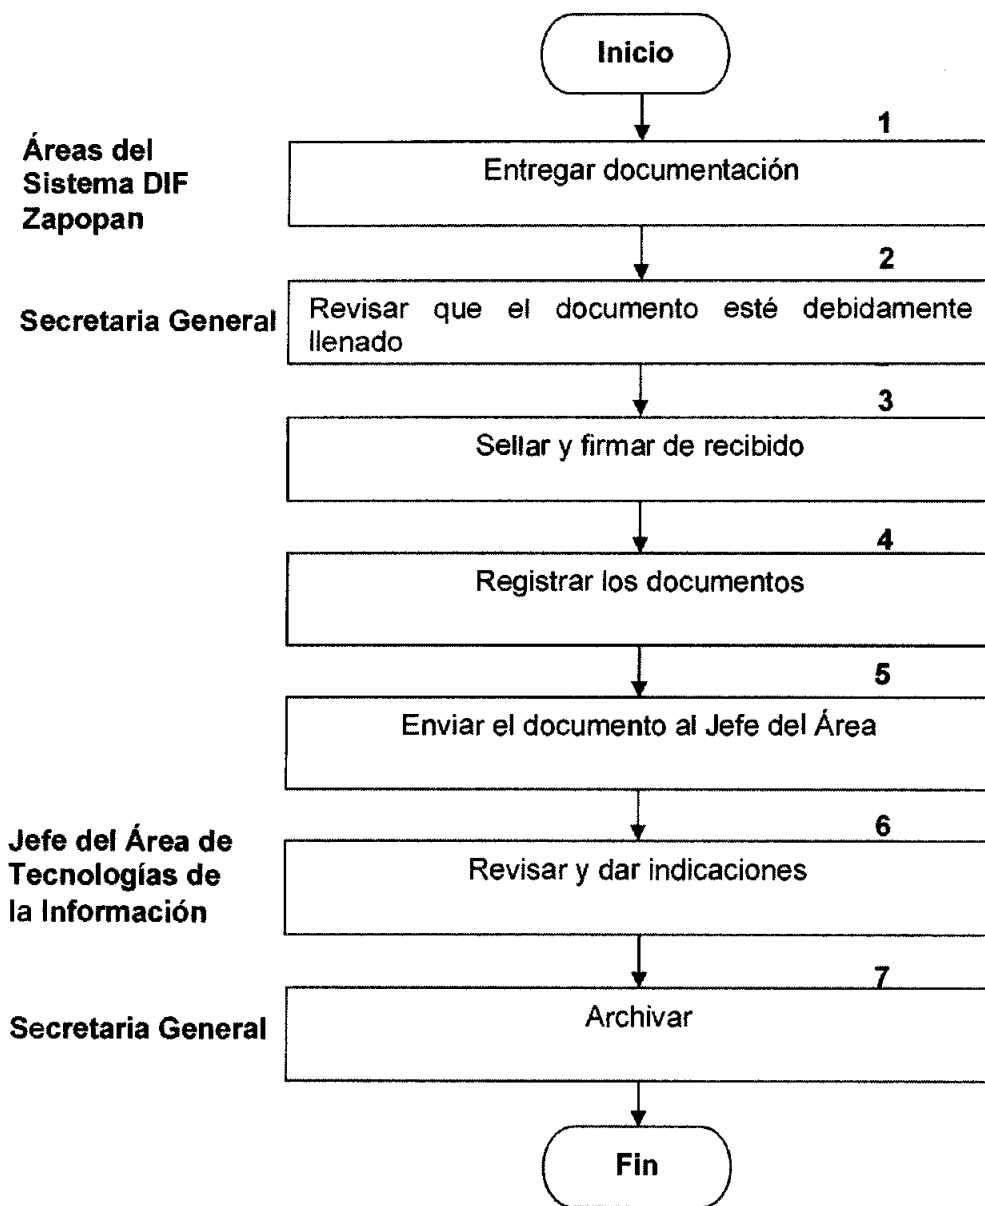 Inicio
1
Áreas del
Sistema DIF
Zapopan
Entregar documentación
2
Secretaria General
Revisar que el documento esté debidamente
llenado
3
Sellar y firmar de recibido
4
Registrar los documentos
5
Enviar el documento al Jefe del Área
6
Jefe del Área de
Tecnologías de
la Información
Revisar y dar indicaciones
7
Secretaria General
Archivar
Fin